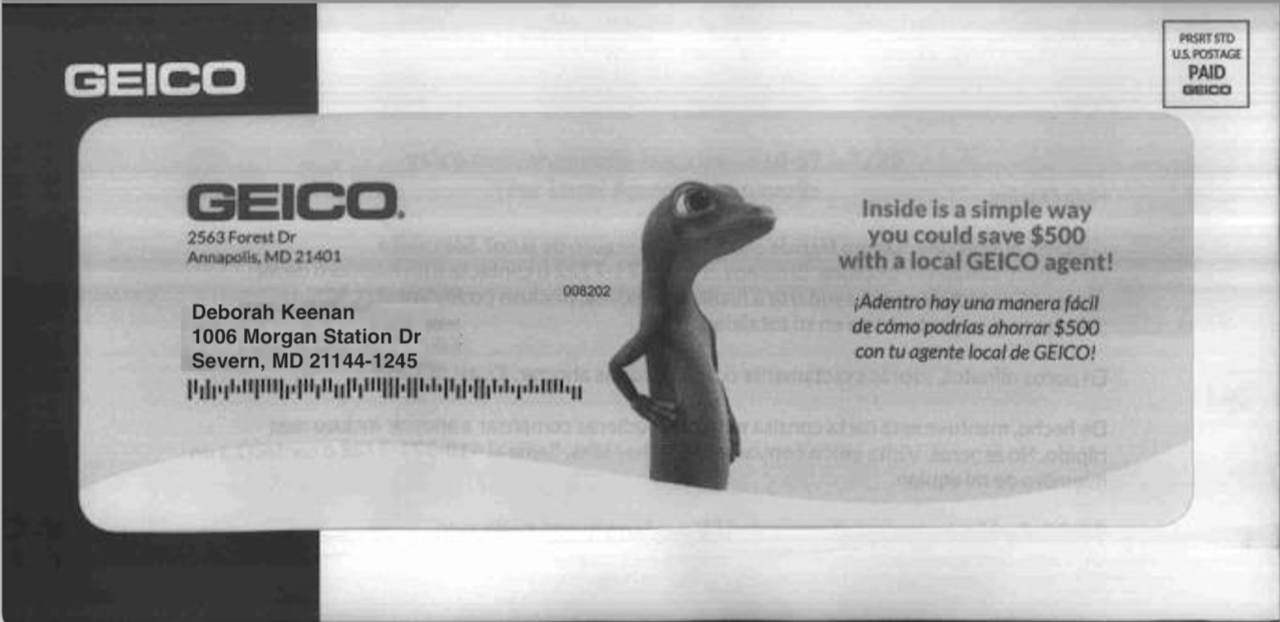 GEICO
PRSRT STD
U.S. POSTAGE
PAID
GEICO
GEICO.
2563 Forest Dr
Annapolis, MD 21401
008202
Deborah Keenan
1006 Morgan Station Dr
Severn, MD 21144-1245
Inside is a simple way
you could save $500
with a local GEICO agent!
¡Adentro hay una manera fácil
de cómo podrías ahorrar $500
con tu agente local de GEICO!